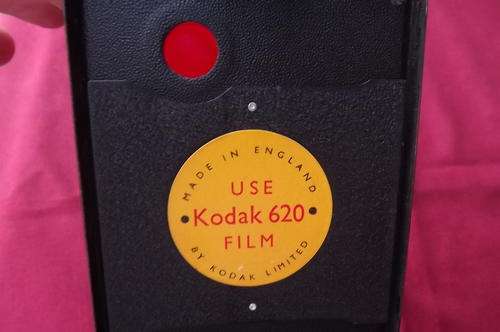 MADE IN ENGLAND
USE
Kodak 620
FILM
BY KODAK LIMITED